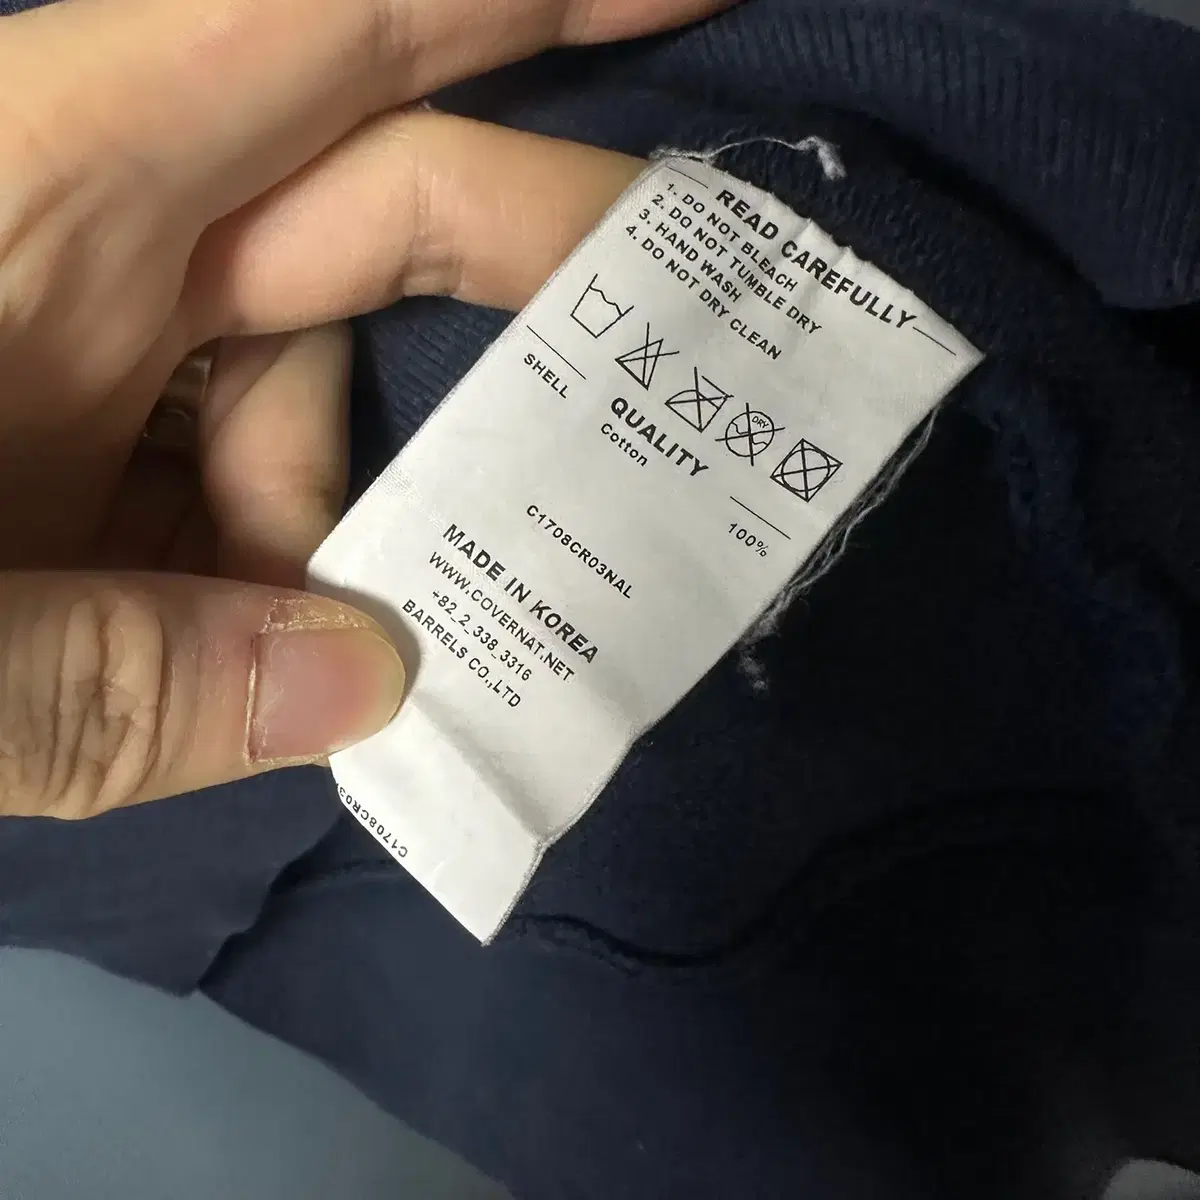 READ CAREFULLY
1. DO NOT BLEACH
2. DO NOT TUMBLE DRY
3. HAND WASH
4. DO NOT DRY CLEAN
DRY
QUALITY
SHELL Cotton 100%
C1708CR03NAL
MADE IN KOREA
WWW.COVERNAT.NET
+82_2_338_3316
BARRELS CO.,LTD
C1708CR03